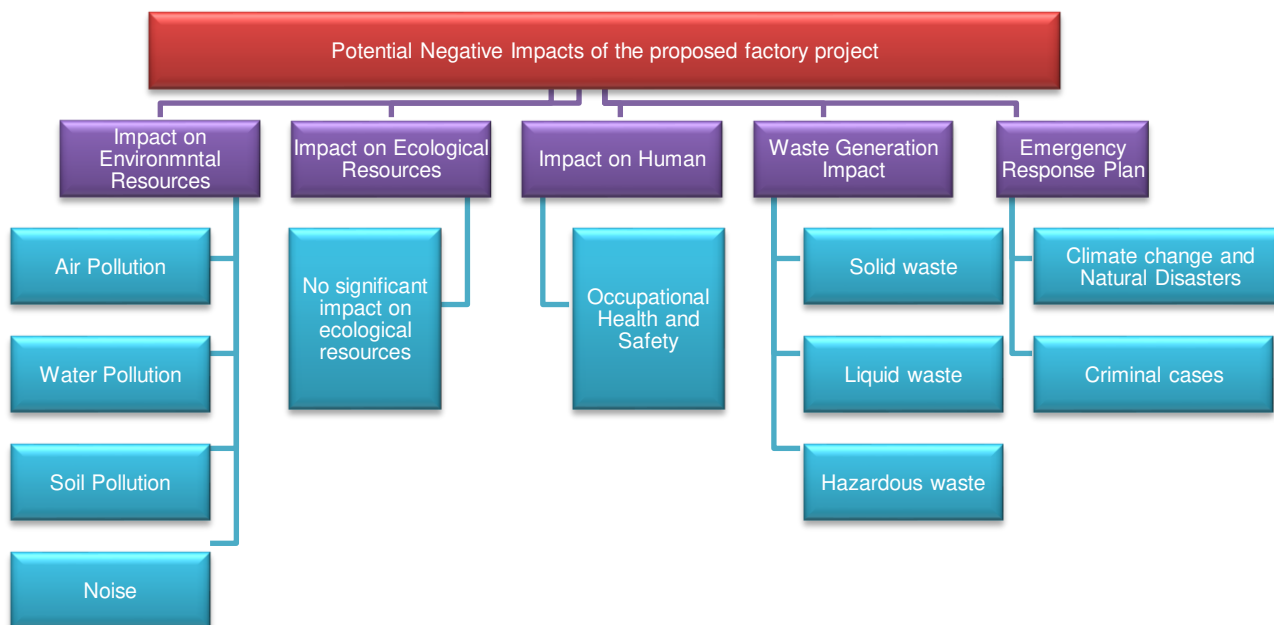 Potential Negative Impacts of the proposed factory project
Impact on
Environmntal
Resources
Impact on Ecological
Resources
Impact on Human
Waste Generation
Impact
Emergency
Response Plan
Air Pollution
Water Pollution
Soil Pollution
Noise
No significant
impact on
ecological
resources
Occupational
Health and
Safety
Solid waste
Liquid waste
Hazardous waste
Climate change and
Natural Disasters
Criminal cases